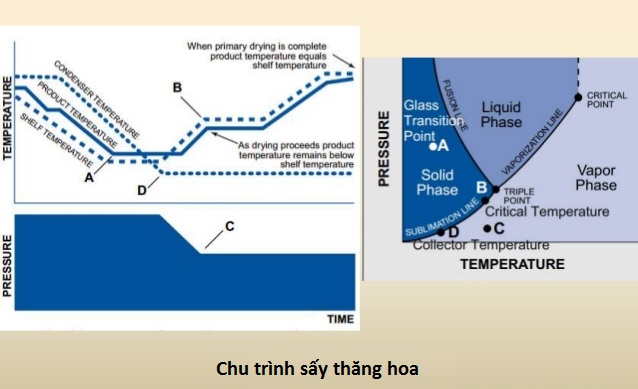 When primary drying is complete
product temperature equals
shelf temperature
CONDENSER TEMPERATURE
PRODUCT TEMPERATURE
SHELF TEMPERATURE
TEMPERATURE
B
A
D
As drying proceeds product
temperature remains below
shelf temperature
PRESSURE
C
TIME
PRESSURE
FUSION LINE
Glass
Transition
Point
A
Liquid
Phase
CRITICAL
POINT
VAPORIZATION LINE
Solid
Phase
Vapor
Phase
B
TRIPLE
POINT
SUBLIMATION LINE
Critical Temperature
D
C
Collector Temperature
TEMPERATURE
Chu trình sấy thăng hoa